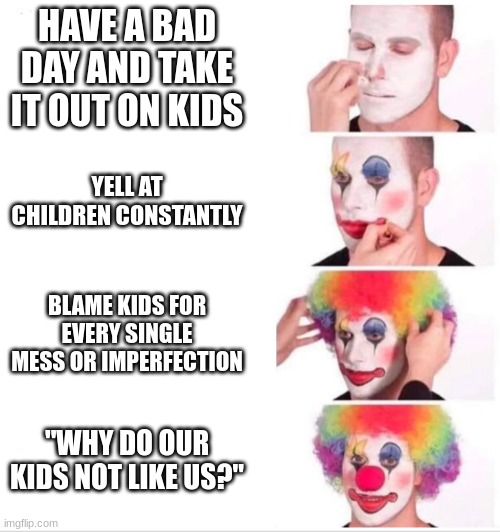 HAVE A BAD
DAY AND TAKE
IT OUT ON KIDS
YELL AT
CHILDREN CONSTANTLY
BLAME KIDS FOR
EVERY SINGLE
MESS OR IMPERFECTION
"WHY DO OUR
KIDS NOT LIKE US?"
imgflip.com